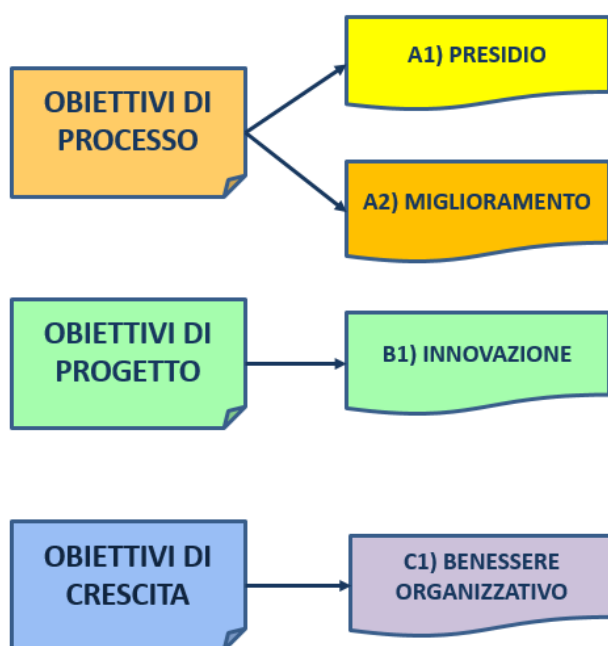 OBIETTIVI DI
PROCESSO
A1) PRESIDIO
A2) MIGLIORAMENTO
OBIETTIVI DI
PROGETTO
B1) INNOVAZIONE
OBIETTIVI DI
CRESCITA
C1) BENESSERE
ORGANIZZATIVO